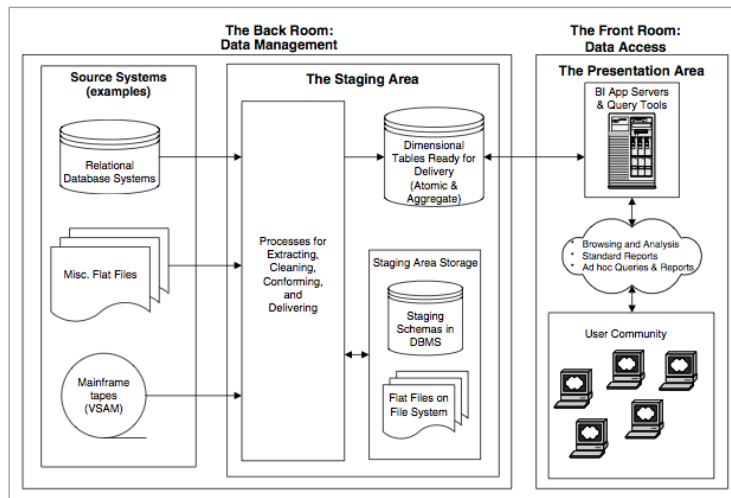 The Back Room:
Data Management
The Front Room:
Data Access
Source Systems
(examples)
The Staging Area
The Presentation Area
BI App Servers
& Query Tools
Relational
Database Systems
Dimensional
Tables Ready for
Delivery
(Atomic &
Aggregate)
Misc. Flat Files
Processes for
Extracting,
Cleaning,
Conforming,
and
Delivering
Staging Area Storage
Staging
Schemas in
DBMS
Flat Files on
File System
Mainframe
tapes
(VSAM)
* Browsing and Analysis
* Standard Reports
* Ad hoc Queries & Reports
User Community